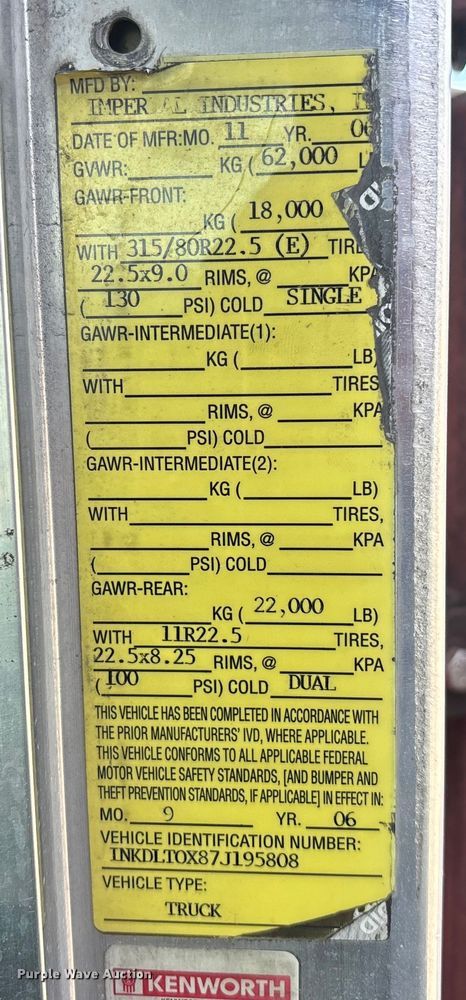 MFD BY:
IMPER AL INDUSTRIES, I
DATE OF MFR:MO. 11 YR. 06
GVWR: KG ( 62,000 L
GAWR-FRONT:
KG ( 18,000
WITH 315/80R22.5 (E) TIRE
22.5x9.0 RIMS, @ KPA
( 130 PSI) COLD SINGLE
GAWR-INTERMEDIATE(1):
KG ( LB)
WITH TIRES
RIMS, @ KPA
( PSI) COLD
GAWR-INTERMEDIATE(2):
KG ( LB)
WITH TIRES,
RIMS, @ KPA
( PSI) COLD
GAWR-REAR:
KG ( 22,000 LB)
WITH 11R22.5 TIRES,
22.5x8.25 RIMS, @ KPA
( 100 PSI) COLD DUAL
THIS VEHICLE HAS BEEN COMPLETED IN ACCORDANCE WITH
THE PRIOR MANUFACTURERS' IVD, WHERE APPLICABLE.
THIS VEHICLE CONFORMS TO ALL APPLICABLE FEDERAL
MOTOR VEHICLE SAFETY STANDARDS, [AND BUMPER AND
THEFT PREVENTION STANDARDS, IF APPLICABLE] IN EFFECT IN:
MO. 9 YR. 06
VEHICLE IDENTIFICATION NUMBER:
1NKDLTOX87J195808
VEHICLE TYPE:
TRUCK
KENWORTH
Purple Wave Auction